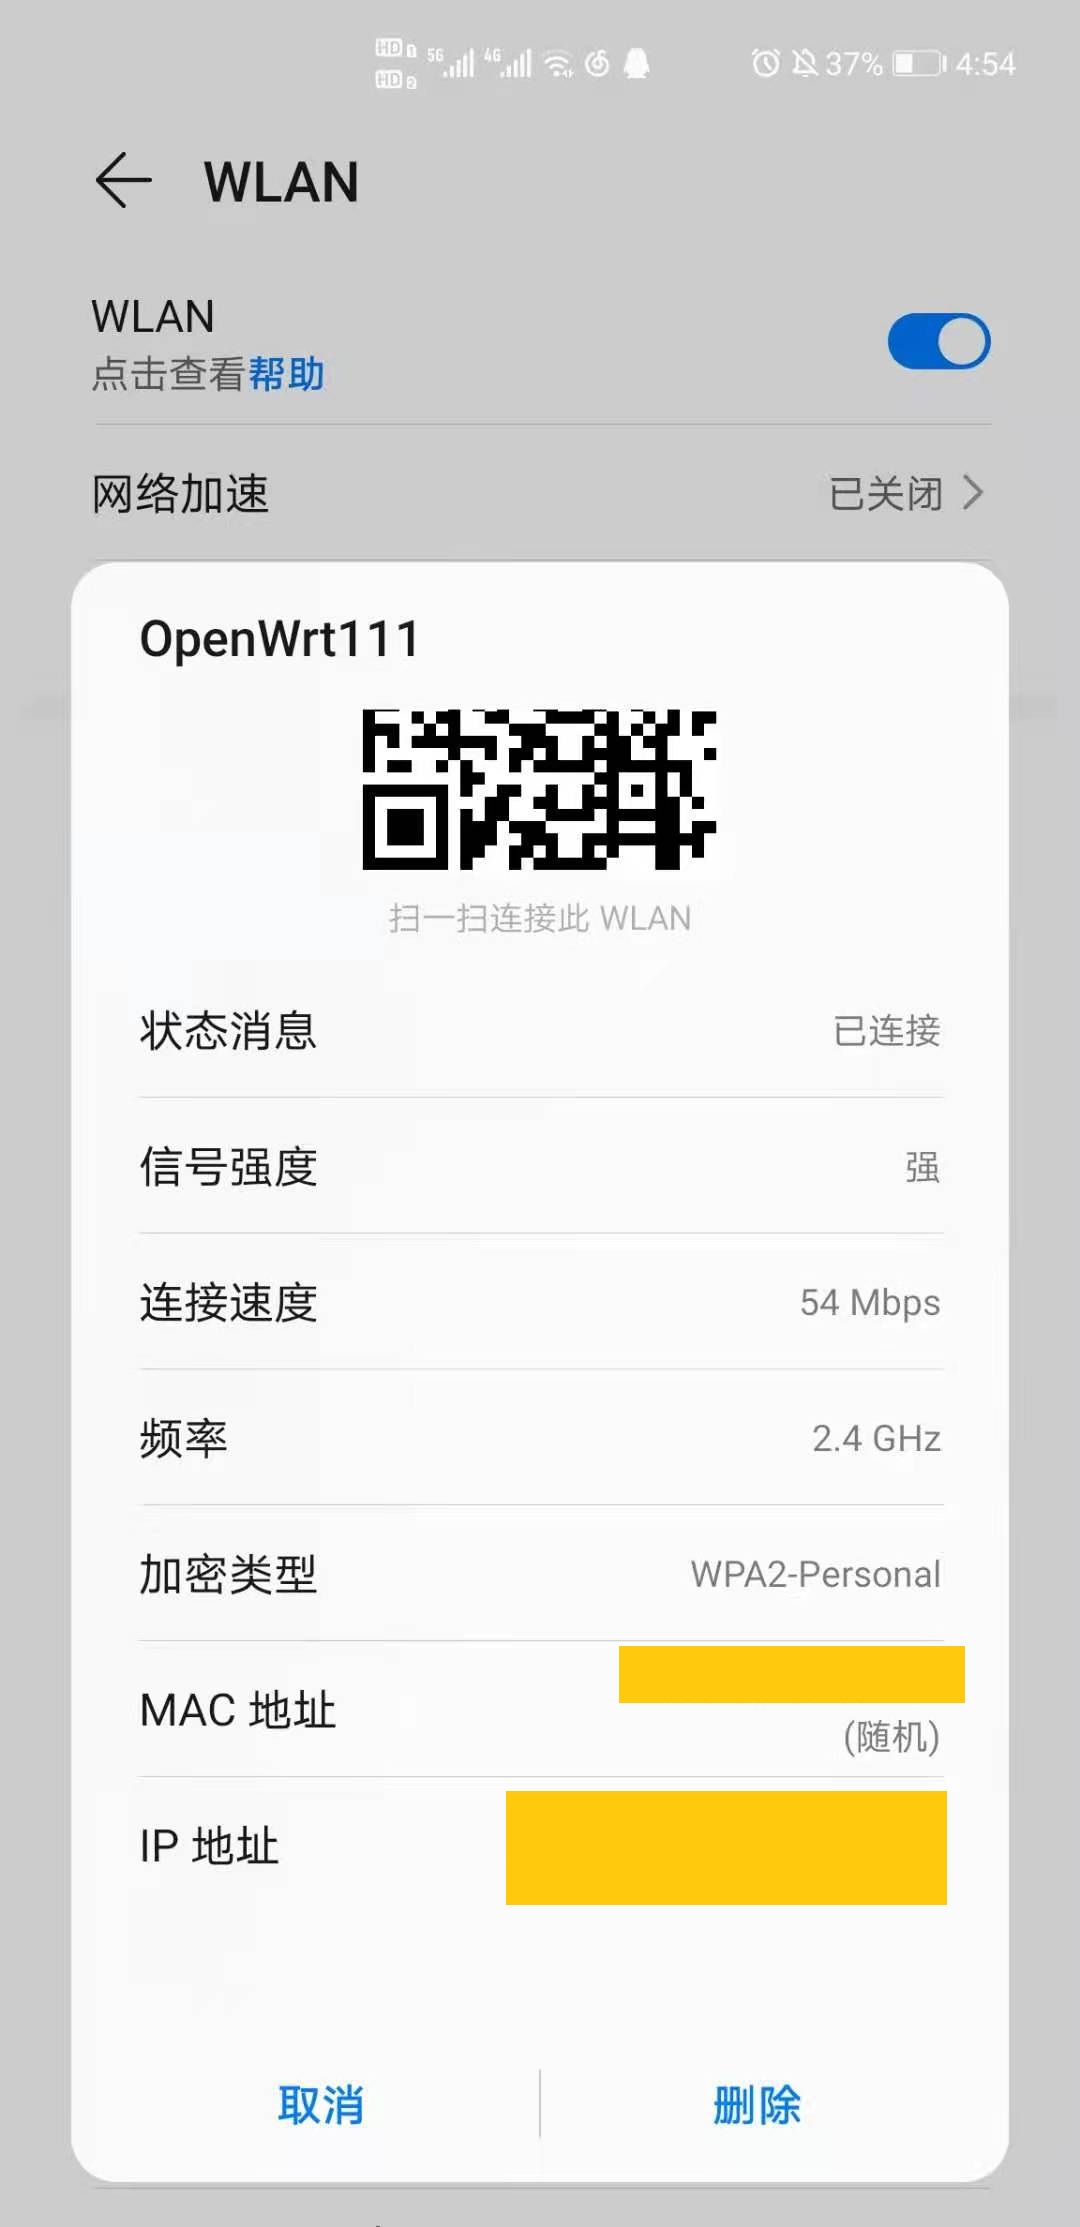 HD 1 5G 4G 37% 4:54
HD 2
WLAN
WLAN
点击查看帮助
网络加速 已关闭
OpenWrt111
扫一扫连接此 WLAN
状态消息 已连接
信号强度 强
连接速度 54 Mbps
频率 2.4 GHz
加密类型 WPA2-Personal
MAC 地址
(随机)
IP 地址
取消 删除